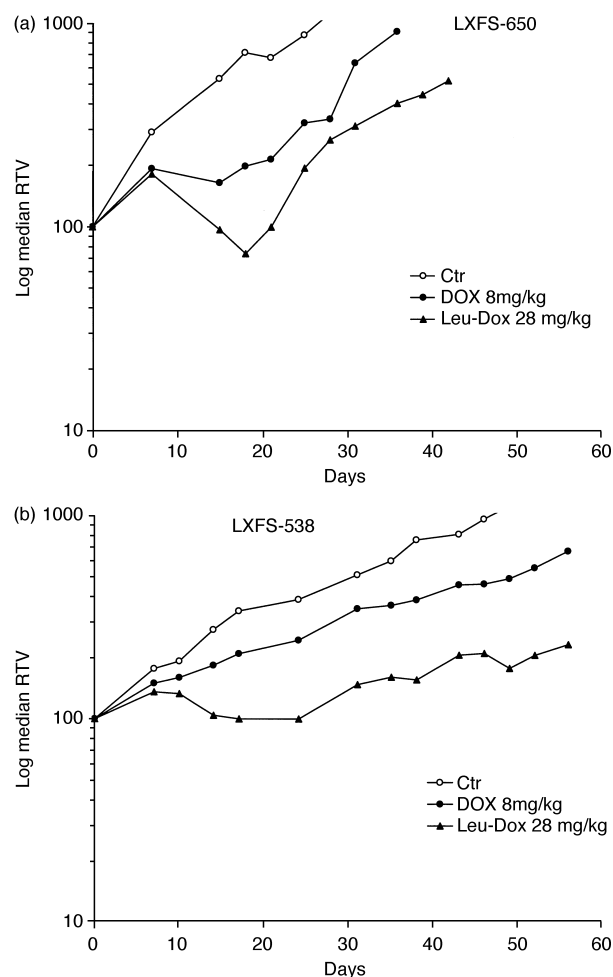 (a)
LXFS-650
1000
100
10
Log median RTV
Ctr
DOX 8mg/kg
Leu-Dox 28 mg/kg
0 10 20 30 40 50 60
Days
(b)
LXFS-538
1000
100
10
Log median RTV
Ctr
DOX 8mg/kg
Leu-Dox 28 mg/kg
0 10 20 30 40 50 60
Days